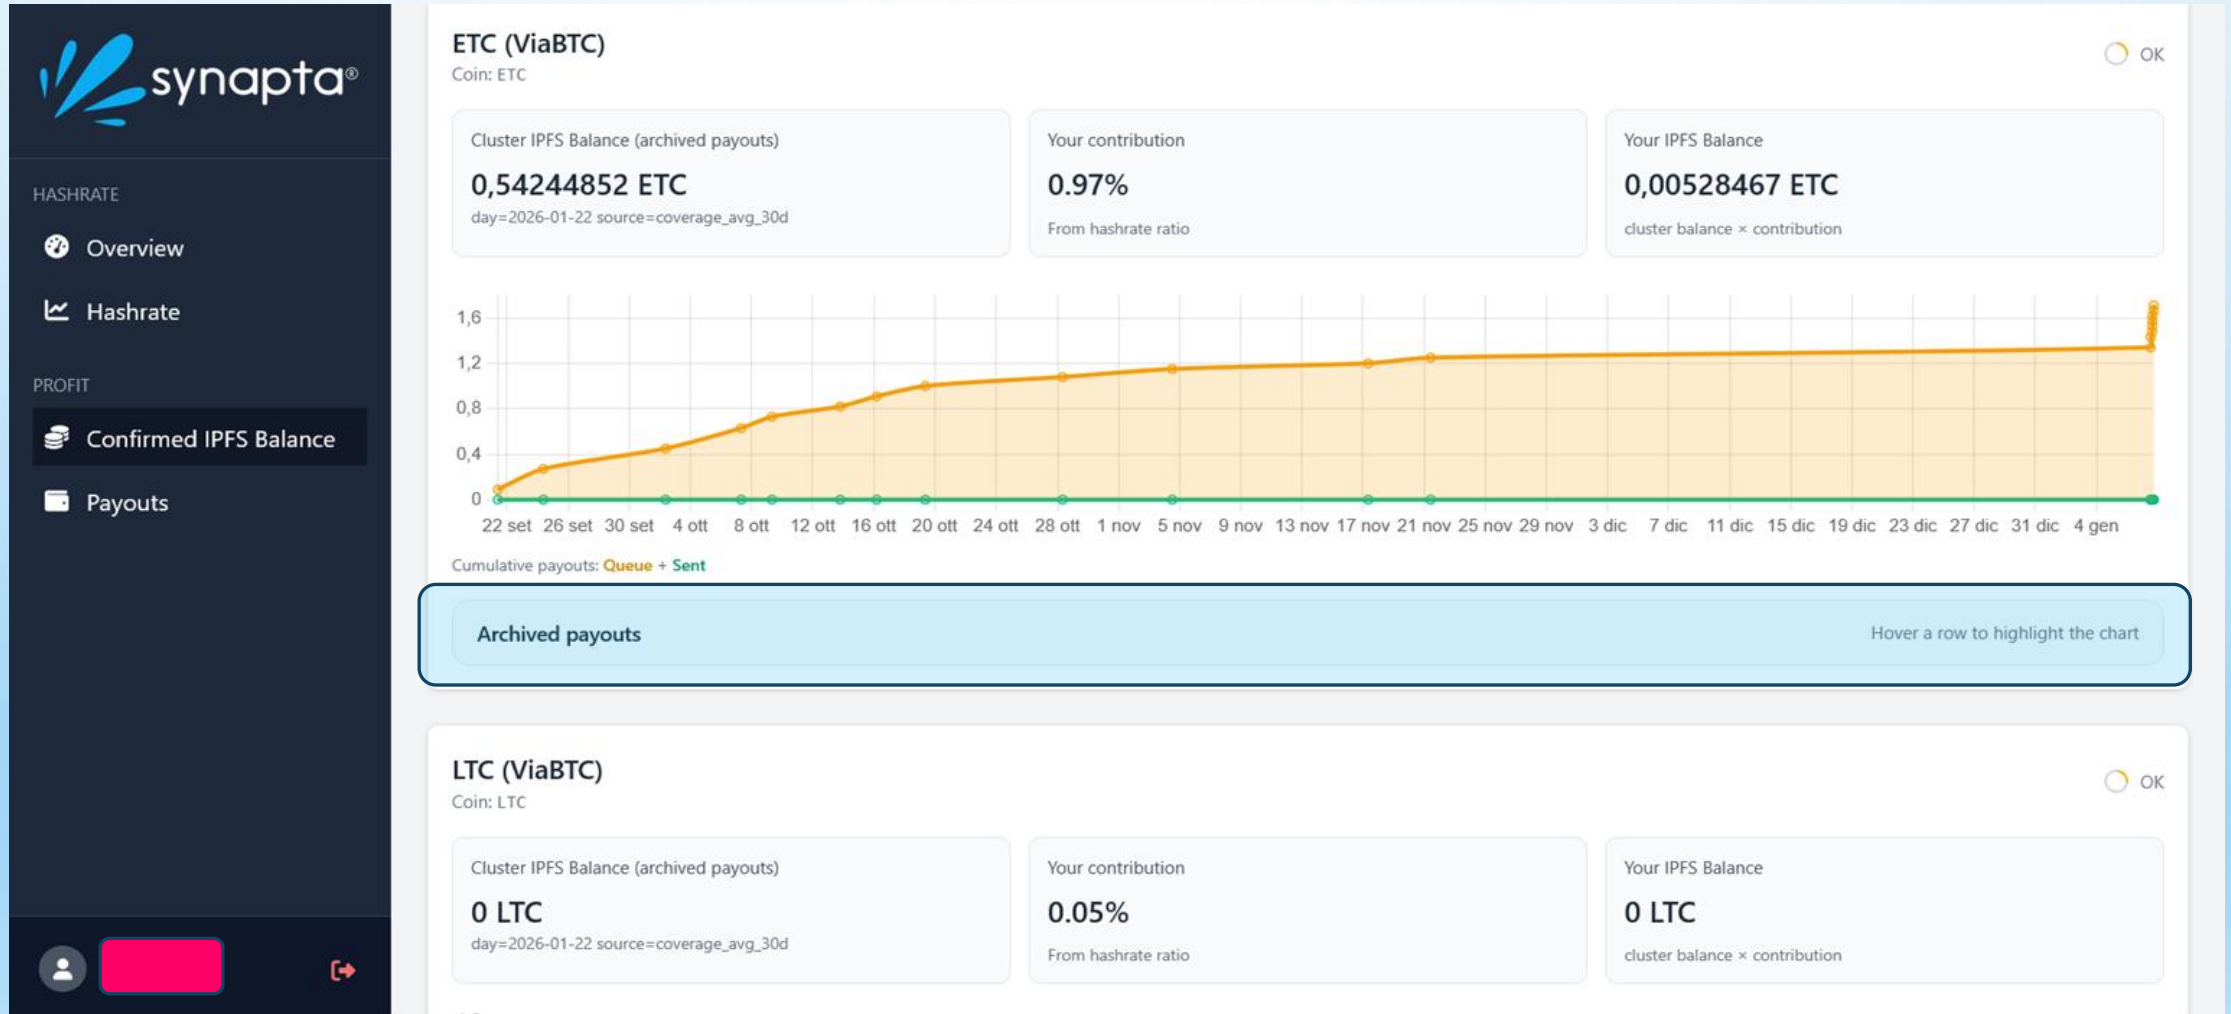 synapta®
HASHRATE
Overview
Hashrate
PROFIT
Confirmed IPFS Balance
Payouts
ETC (ViaBTC)
Coin: ETC
OK
Cluster IPFS Balance (archived payouts)
0,54244852 ETC
day=2026-01-22 source=coverage_avg_30d
Your contribution
0.97%
From hashrate ratio
Your IPFS Balance
0,00528467 ETC
cluster balance × contribution
1,6
1,2
0,8
0,4
0
22 set 26 set 30 set 4 ott 8 ott 12 ott 16 ott 20 ott 24 ott 28 ott 1 nov 5 nov 9 nov 13 nov 17 nov 21 nov 25 nov 29 nov 3 dic 7 dic 11 dic 15 dic 19 dic 23 dic 27 dic 31 dic 4 gen
Cumulative payouts: Queue + Sent
Archived payouts
Hover a row to highlight the chart
LTC (ViaBTC)
Coin: LTC
OK
Cluster IPFS Balance (archived payouts)
0 LTC
day=2026-01-22 source=coverage_avg_30d
Your contribution
0.05%
From hashrate ratio
Your IPFS Balance
0 LTC
cluster balance × contribution